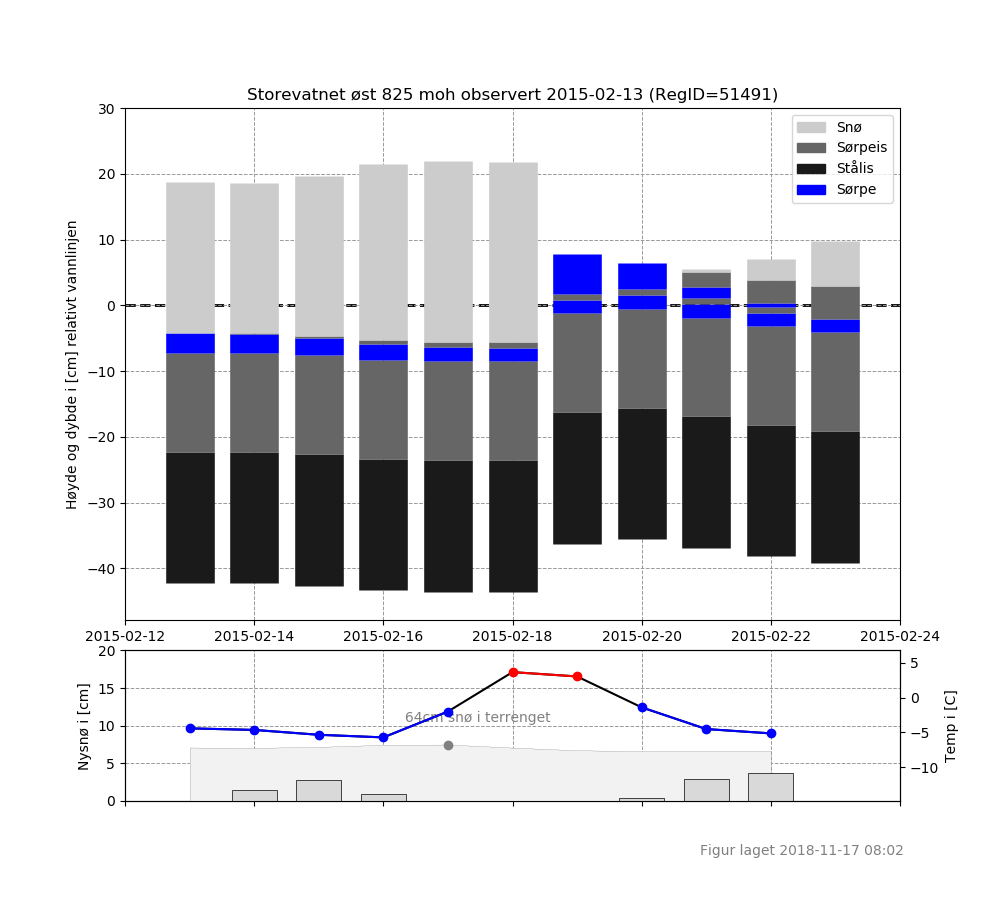 Storevatnet øst 825 moh observert 2015-02-13 (RegID=51491)
30
20
10
0
−10
−20
−30
−40
Høyde og dybde i [cm] relativt vannlinjen
Snø
Sørpeis
Stålis
Sørpe
2015-02-12
2015-02-14
2015-02-16
2015-02-18
2015-02-20
2015-02-22
2015-02-24
20
15
10
5
0
Nysnø i [cm]
64cm snø i terrenget
5
0
−5
−10
Temp i [C]
Figur laget 2018-11-17 08:02